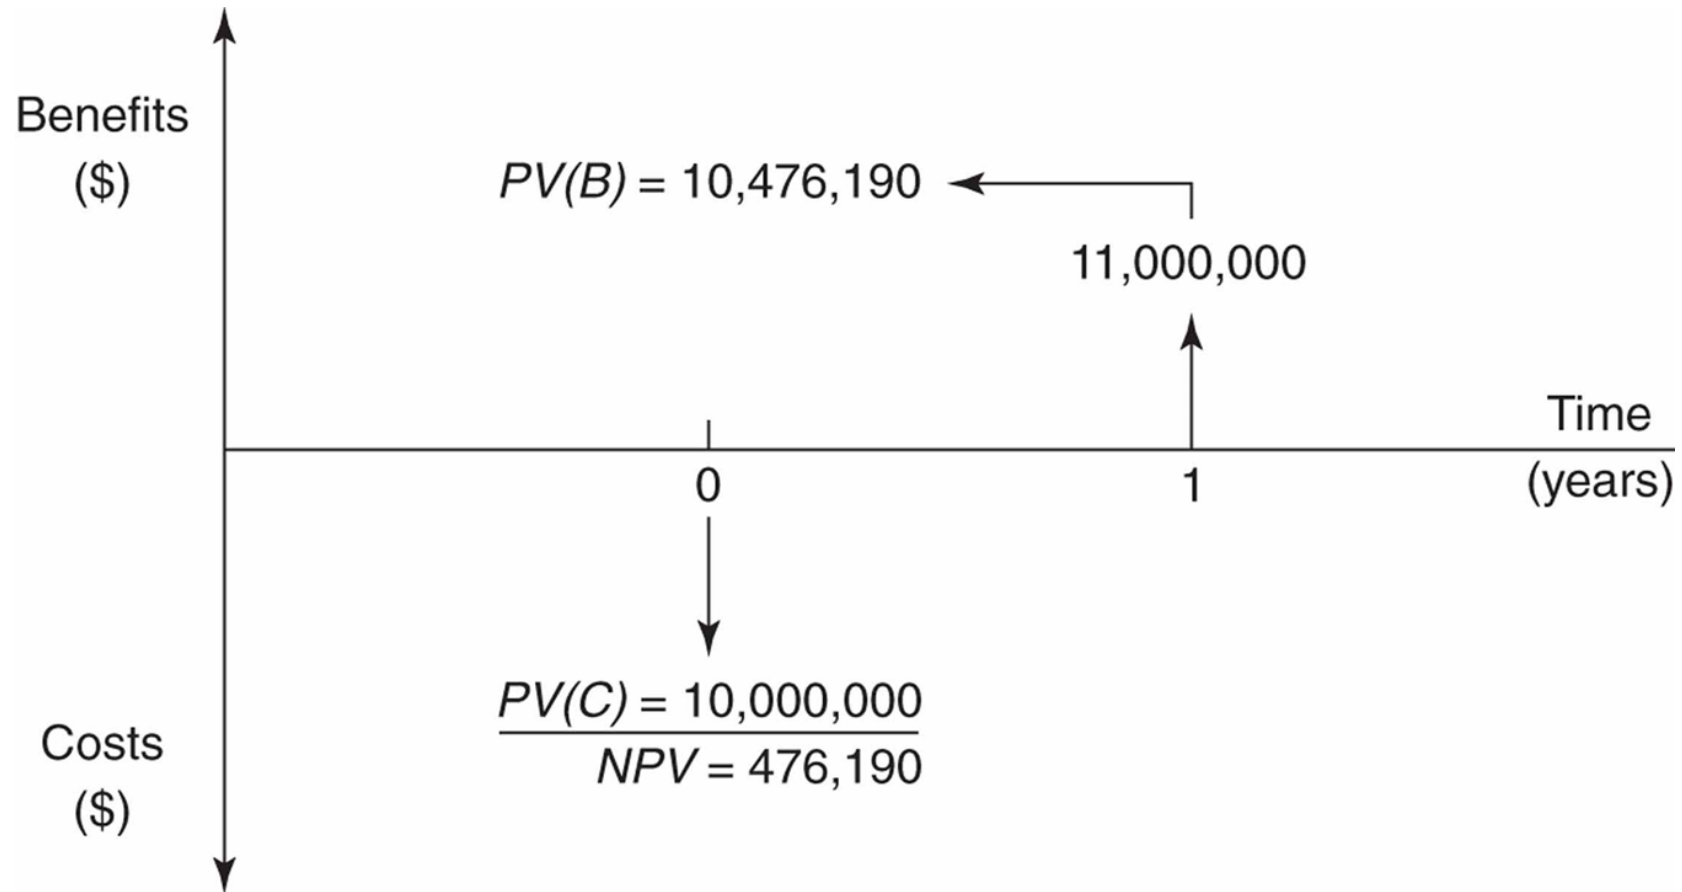 Benefits
($)
PV(B) = 10,476,190
11,000,000
Time
(years)
0
1
PV(C) = 10,000,000
NPV = 476,190
Costs
($)